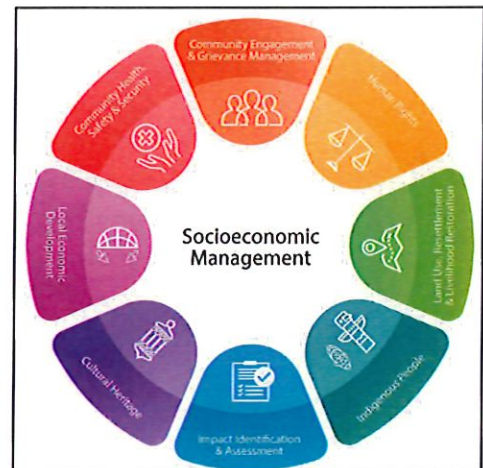 Community Engagement
& Grievance Management
Human Rights
Land Use, Resettlement
& Livelihood Restoration
Indigenous People
Impact Identification
& Assessment
Cultural Heritage
Local Economic
Development
Community Health,
Safety & Security
Socioeconomic
Management